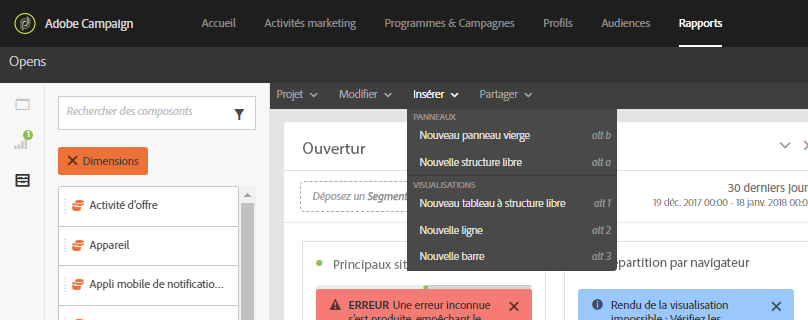 Adobe Campaign
Accueil
Activités marketing
Programmes & Campagnes
Profils
Audiences
Rapports
Opens
Projet
Modifier
Insérer
Partager
Rechercher des composants
1
Dimensions
Activité d'offre
Appareil
Appli mobile de notificatio...
PANNEAUX
Nouveau panneau vierge alt b
Nouvelle structure libre alt a
VISUALISATIONS
Nouveau tableau à structure libre alt 1
Nouvelle ligne alt 2
Nouvelle barre alt 3
Ouvertur
Déposez un Segment
30 derniers jour
19 déc. 2017 00:00 - 18 janv. 2018 00:0
Principaux sit
partition par navigateur
ERREUR Une erreur inconnue
s'est produite, empêchant le
Rendu de la visualisation
impossible : Vérifiez les